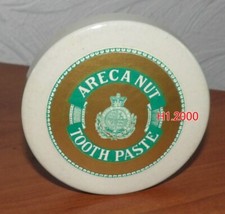 ARECA NUT
TOOTH PASTE
H1.2000